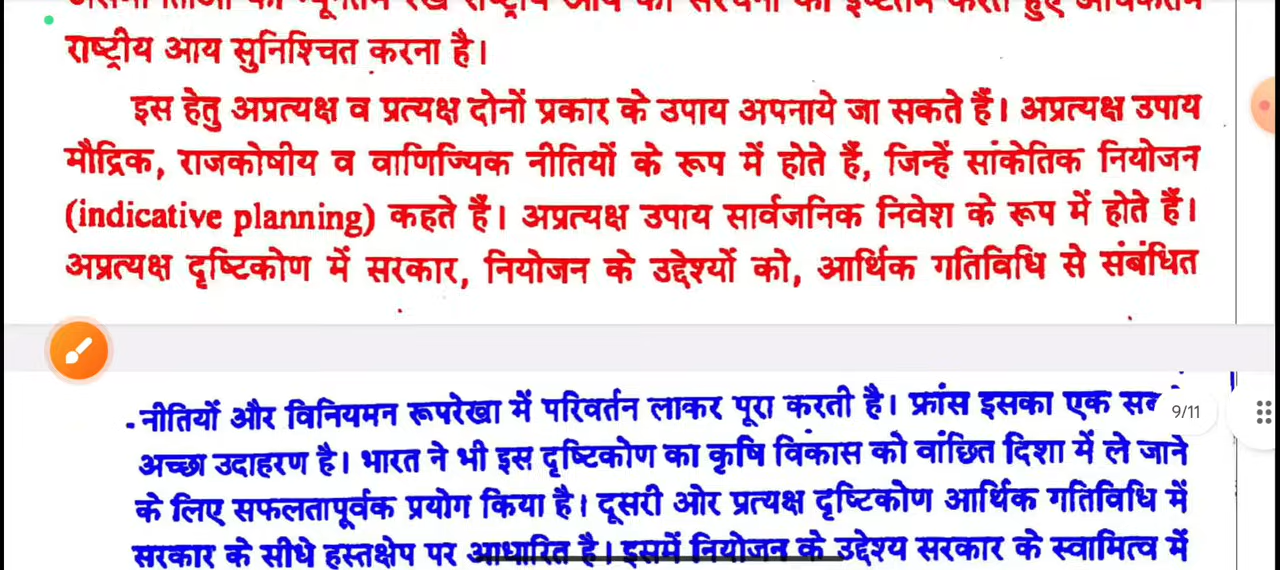 राष्ट्रीय आय सुनिश्चित करना है।
इस हेतु अप्रत्यक्ष व प्रत्यक्ष दोनों प्रकार के उपाय अपनाये जा सकते हैं। अप्रत्यक्ष उपाय
मौद्रिक, राजकोषीय व वाणिज्यिक नीतियों के रूप में होते हैं, जिन्हें सांकेतिक नियोजन
(indicative planning) कहते हैं। अप्रत्यक्ष उपाय सार्वजनिक निवेश के रूप में होते हैं।
अप्रत्यक्ष दृष्टिकोण में सरकार, नियोजन के उद्देश्यों को, आर्थिक गतिविधि से संबंधित
नीतियों और विनियमन रूपरेखा में परिवर्तन लाकर पूरा करती है। फ्रांस इसका एक
9/11
अच्छा उदाहरण है। भारत ने भी इस दृष्टिकोण का कृषि विकास को वांछित दिशा में ले जाने
के लिए सफलतापूर्वक प्रयोग किया है। दूसरी ओर प्रत्यक्ष दृष्टिकोण आर्थिक गतिविधि में
सरकार के सीधे हस्तक्षेप पर आधारित है। इसमें नियोजन के उद्देश्य सरकार के स्वामित्व में